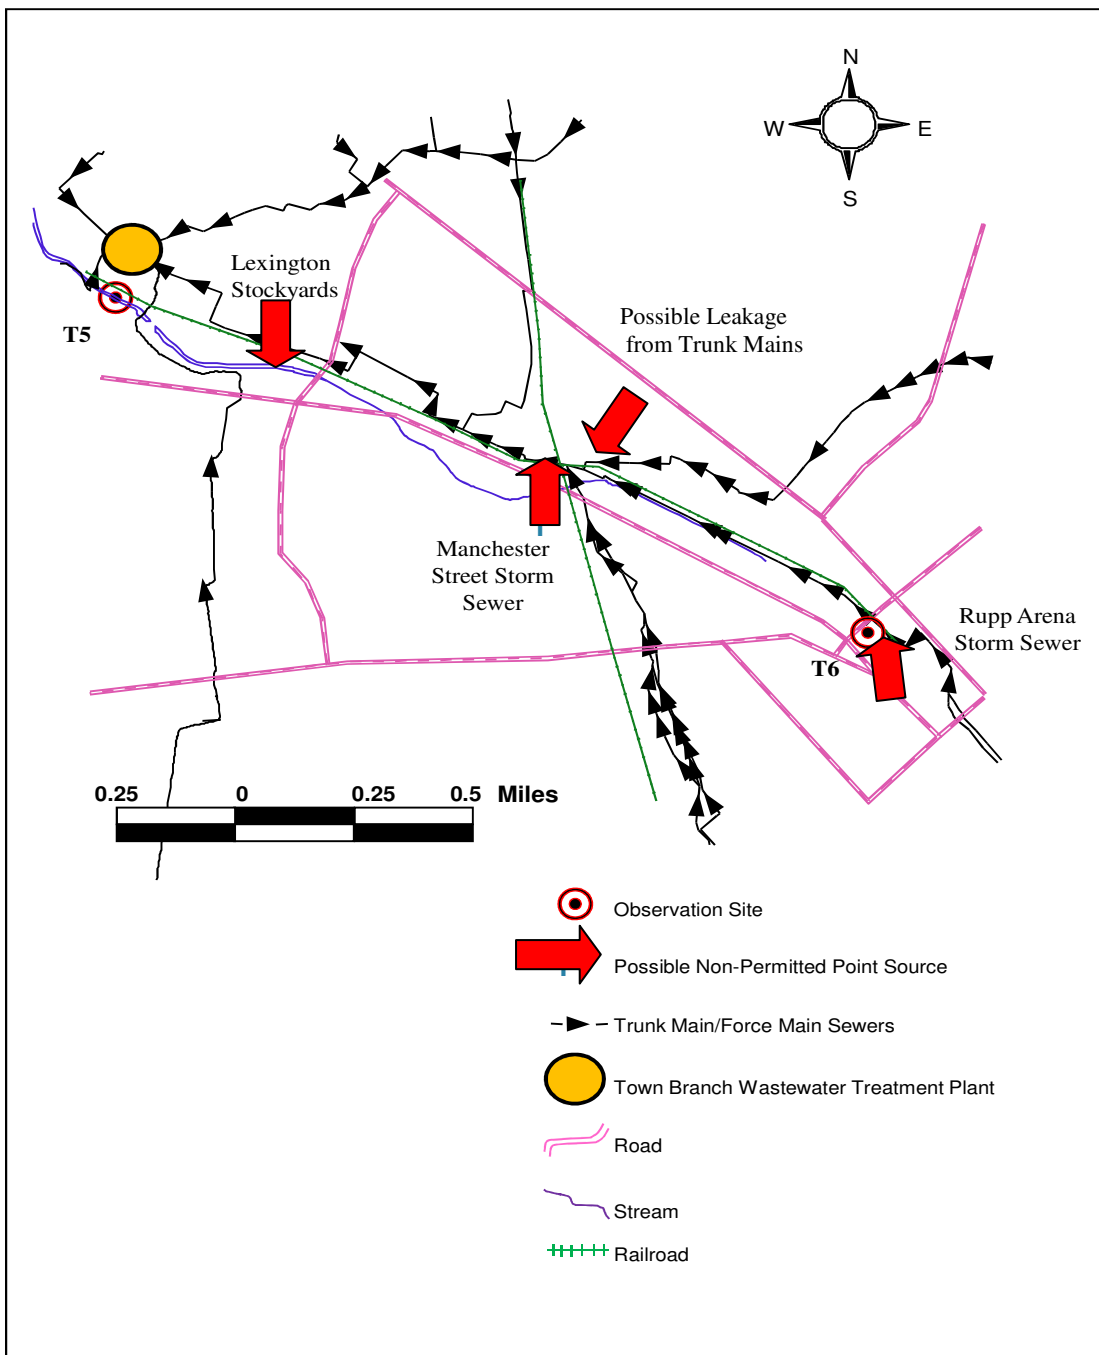 N
W E
S
Lexington
Stockyards
Possible Leakage
from Trunk Mains
T5
Manchester
Street Storm
Sewer
Rupp Arena
Storm Sewer
T6
0.25 0 0.25 0.5 Miles
Observation Site
Possible Non-Permitted Point Source
Trunk Main/Force Main Sewers
Town Branch Wastewater Treatment Plant
Road
Stream
Railroad